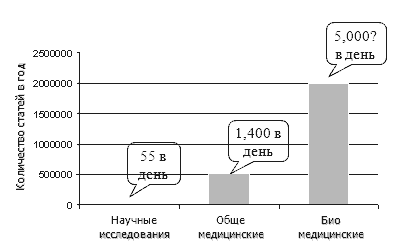 5,000?
в день
2500000
Количество статей в год
2000000
1500000
1,400 в
день
1000000
55 в
день
500000
0
Научные
исследования
Обще
медицинские
Био
медицинские